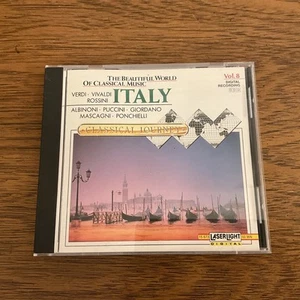 THE BEAUTIFUL WORLD
OF CLASSICAL MUSIC
Vol. 8
DIGITAL
RECORDING
VERDI · VIVALDI
ROSSINI
ITALY
ALBINONI · PUCCINI · GIORDANO
MASCAGNI · PONCHIELLI
A CLASSICAL JOURNEY
LASERLIGHT
DIGITAL